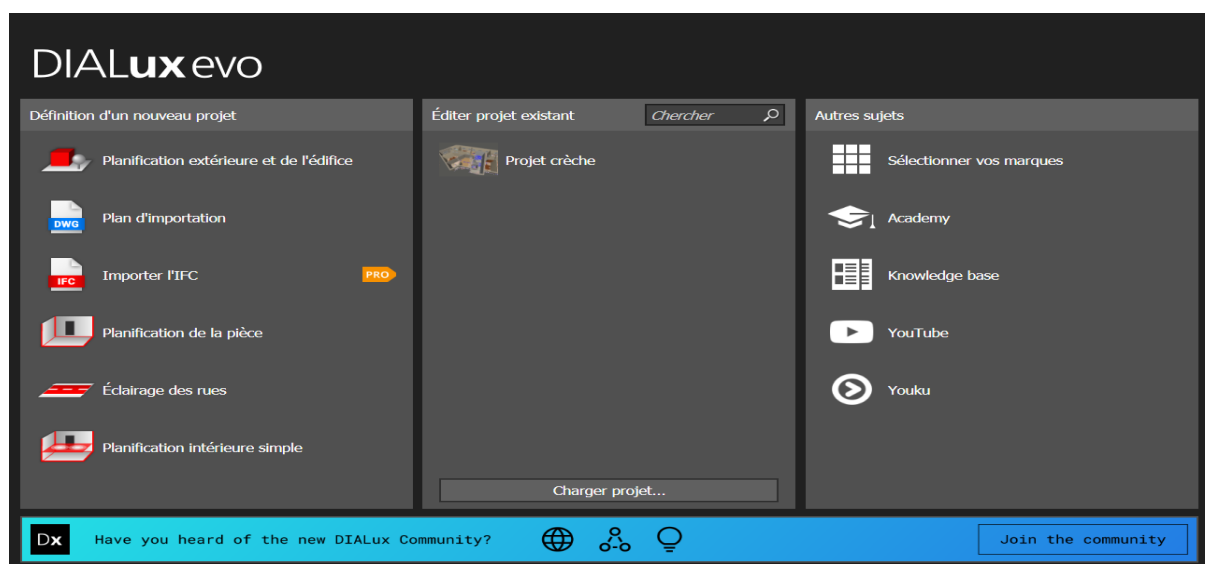 DIALux evo
Définition d'un nouveau projet
Planification extérieure et de l'édifice
DWG
Plan d'importation
IFC
Importer l'IFC
PRO
Planification de la pièce
Éclairage des rues
Planification intérieure simple
Éditer projet existant
Chercher
Projet crèche
Charger projet...
Autres sujets
Sélectionner vos marques
Academy
Knowledge base
YouTube
Youku
Dx
Have you heard of the new DIALux Community?
Join the community